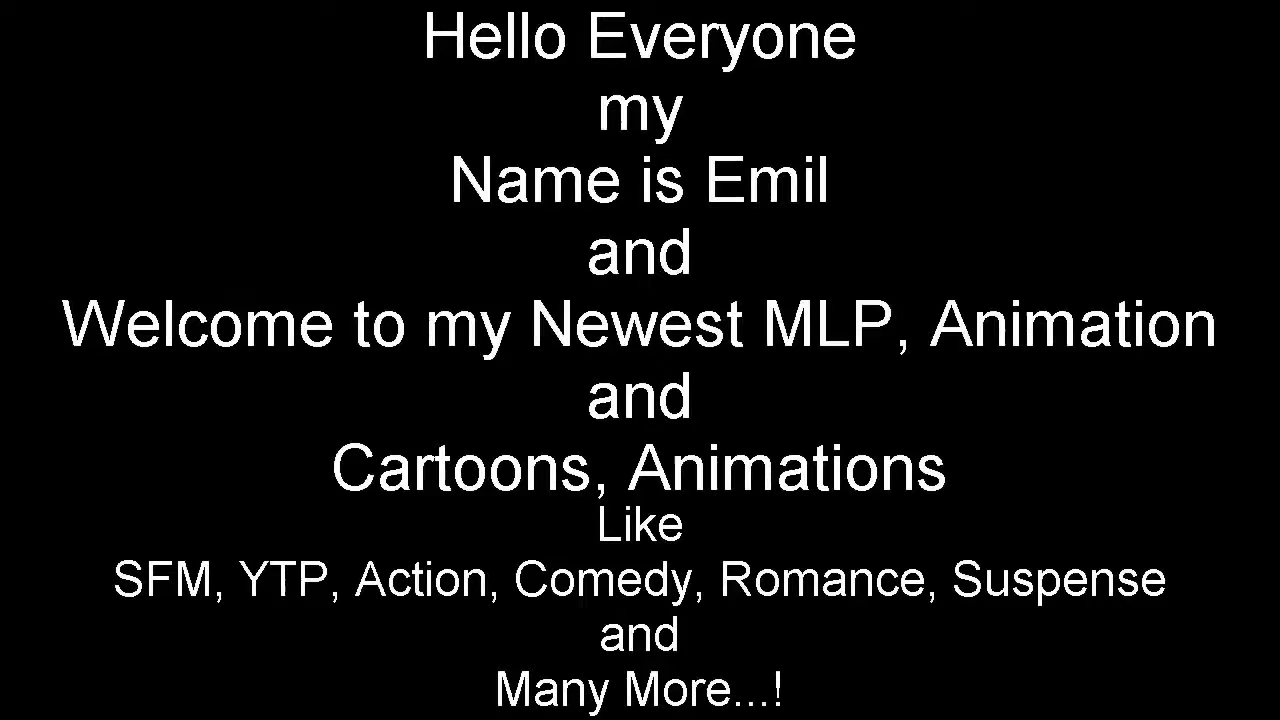 Hello Everyone
my
Name is Emil
and
Welcome to my Newest MLP, Animation
and
Cartoons, Animations
Like
SFM, YTP, Action, Comedy, Romance, Suspense
and
Many More...!